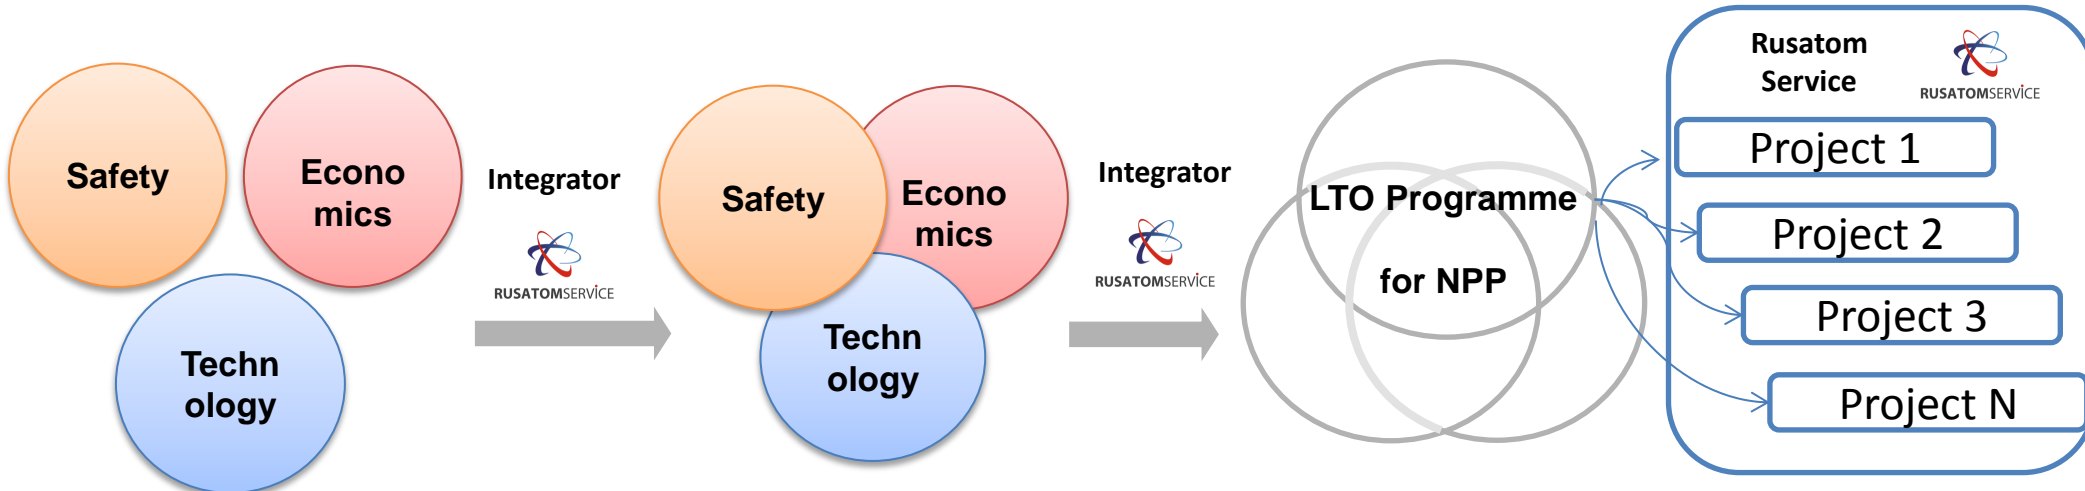 Safety
Econo
mics
Techn
ology
Integrator
RUSATOMSERVICE
Safety
Econo
mics
Techn
ology
Integrator
RUSATOMSERVICE
LTO Programme
for NPP
Rusatom
Service
RUSATOMSERVICE
Project 1
Project 2
Project 3
Project N